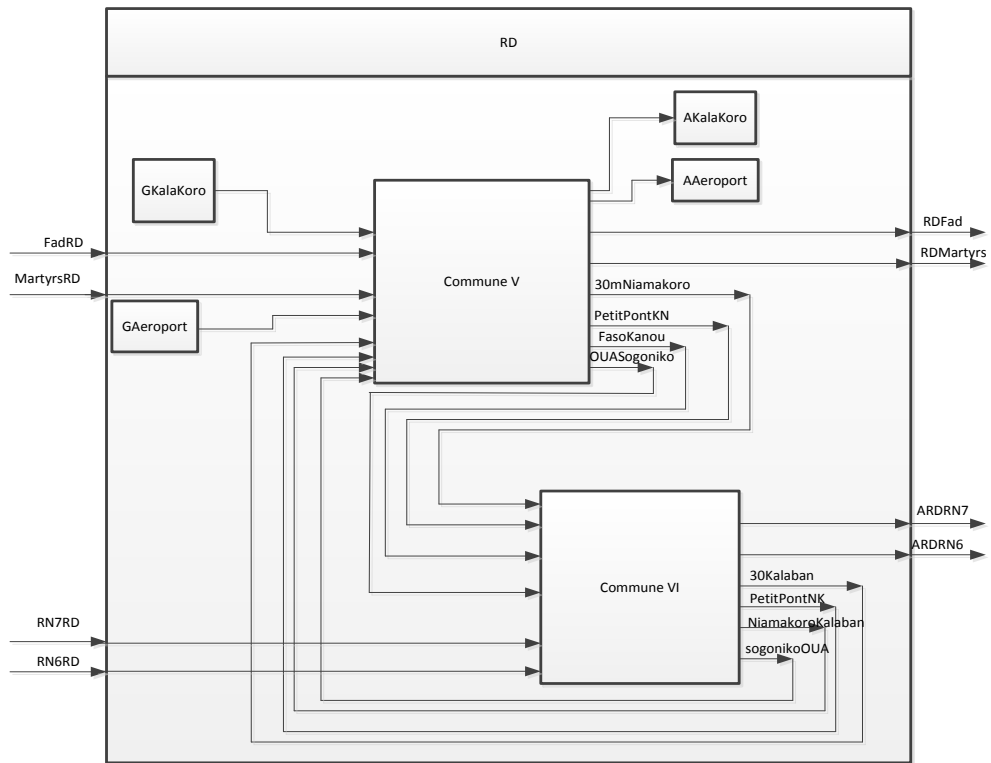 RD
AKalaKoro
AAeroport
GKalaKoro
FadRD
MartyrsRD
GAeroport
Commune V
RDFad
RDMartyrs
30mNiamakoro
PetitPontKN
FasoKanou
OUASogoniko
Commune VI
ARDRN7
ARDRN6
30Kalaban
PetitPontNK
NiamakoroKalaban
sogonikoOUA
RN7RD
RN6RD